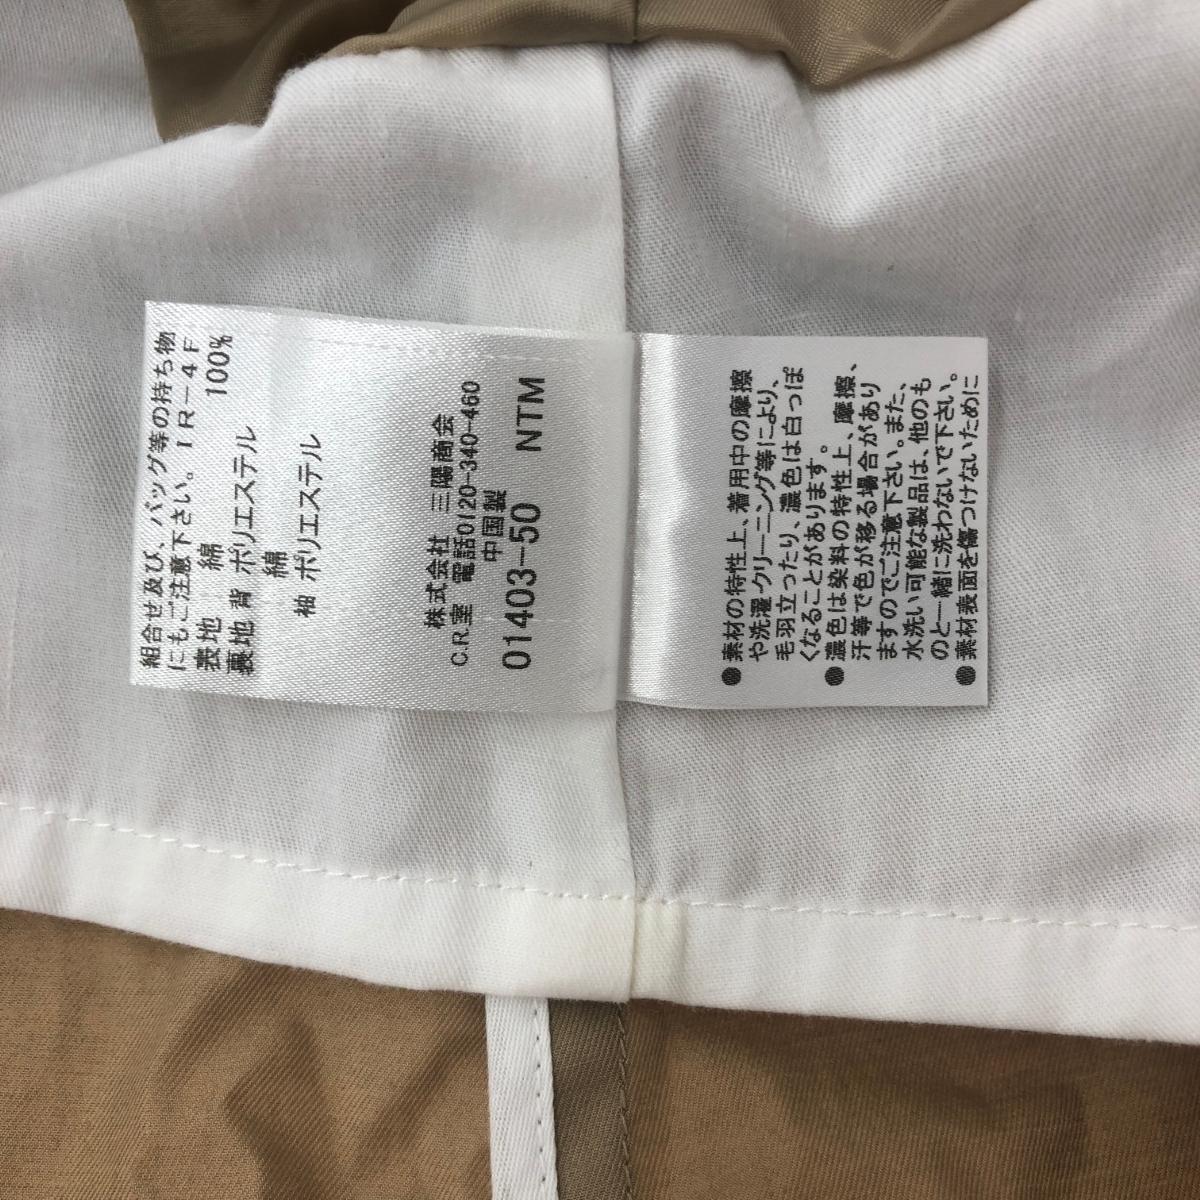 組合せ及び、バッグ等の持ち物
にもご注意下さい。IR-4F
表地 綿 100%
裏地 背 ポリエステル
綿
袖 ポリエステル
株式会社 三陽商会
C.R.室 電話0120-340-460
中国製
01403-50 NTM
●素材の特性上、着用中の摩擦
や洗濯・クリーニング等により、
毛羽立ったり、濃色は白っぽ
くなることがあります。
●濃色は染料の特性上、摩擦、
汗等で色が移る場合があり
ますのでご注意下さい。また、
水洗い可能な製品は、他のも
のと一緒に洗わないで下さい。
●素材表面を傷つけないために